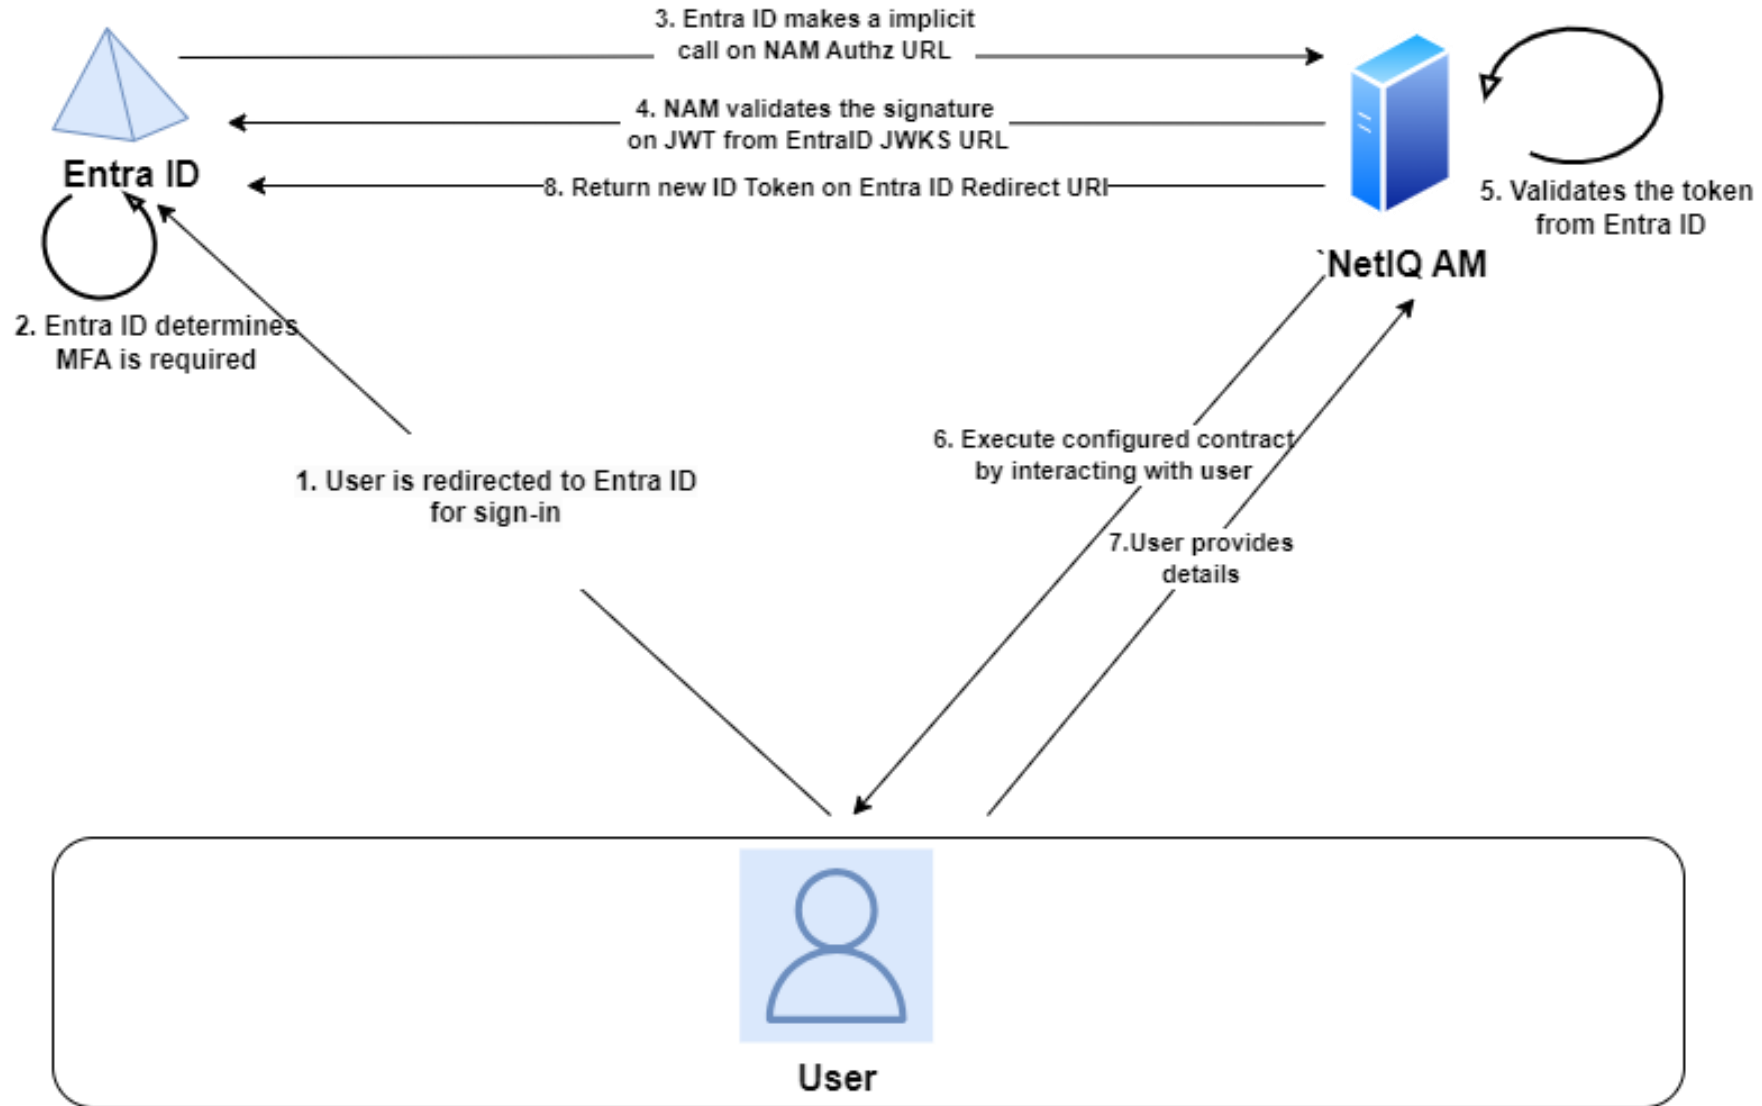 3. Entra ID makes a implicit
call on NAM Authz URL
4. NAM validates the signature
on JWT from EntraID JWKS URL
Entra ID
8. Return new ID Token on Entra ID Redirect URI
5. Validates the token
from Entra ID
`NetIQ AM
2. Entra ID determines
MFA is required
6. Execute configured contract
by interacting with user
1. User is redirected to Entra ID
for sign-in
7.User provides
details
User